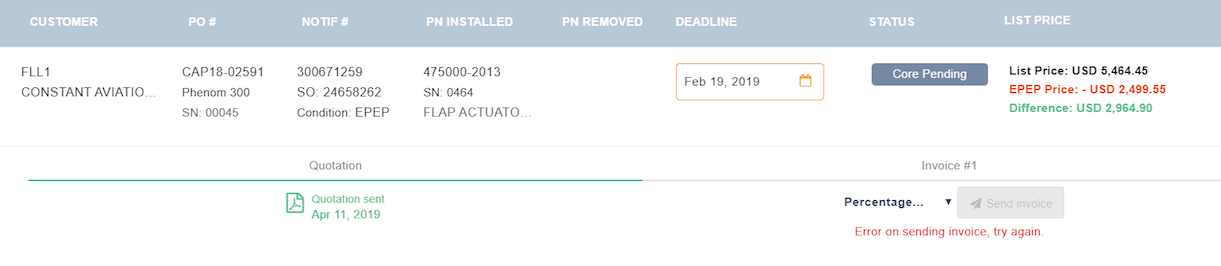 CUSTOMER PO # NOTIF # PN INSTALLED PN REMOVED DEADLINE STATUS LIST PRICE
FLL1 CAP18-02591 300671259 475000-2013
CONSTANT AVIATIO... Phenom 300 SO: 24658262 SN: 0464
SN: 00045 Condition: EPEP FLAP ACTUATO...
Feb 19, 2019
Core Pending
List Price: USD 5,464.45
EPEP Price: - USD 2,499.55
Difference: USD 2,964.90
Quotation Invoice #1
Quotation sent
Apr 11, 2019
Percentage... Send invoice
Error on sending invoice, try again.